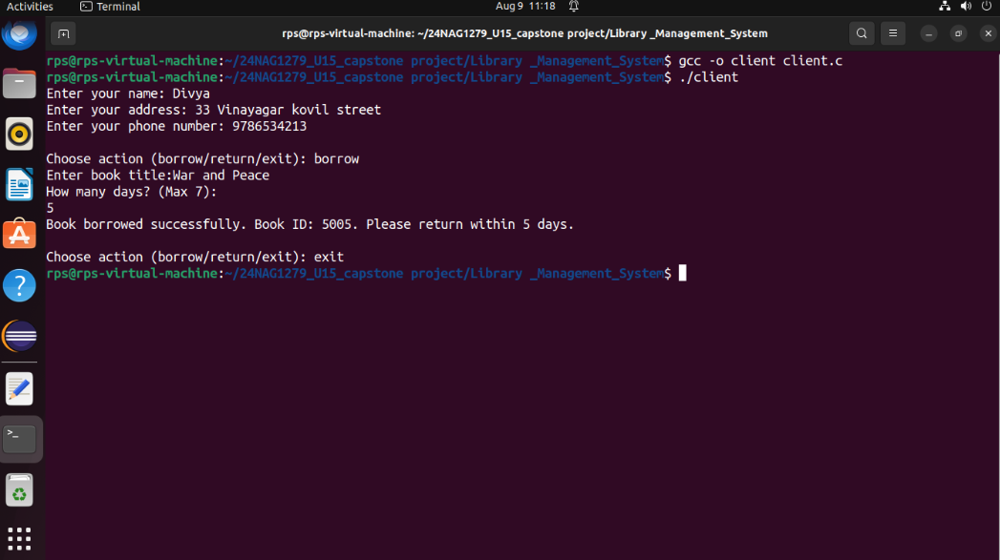 Activities
Terminal
Aug 9 11:18
rps@rps-virtual-machine: ~/24NAG1279_U15_capstone project/Library _Management_System
rps@rps-virtual-machine:~/24NAG1279_U15_capstone project/Library _Management_System$ gcc -o client client.c
rps@rps-virtual-machine:~/24NAG1279_U15_capstone project/Library _Management_System$ ./client
Enter your name: Divya
Enter your address: 33 Vinayagar kovil street
Enter your phone number: 9786534213
Choose action (borrow/return/exit): borrow
Enter book title:War and Peace
How many days? (Max 7):
5
Book borrowed successfully. Book ID: 5005. Please return within 5 days.
Choose action (borrow/return/exit): exit
rps@rps-virtual-machine:~/24NAG1279_U15_capstone project/Library _Management_System$